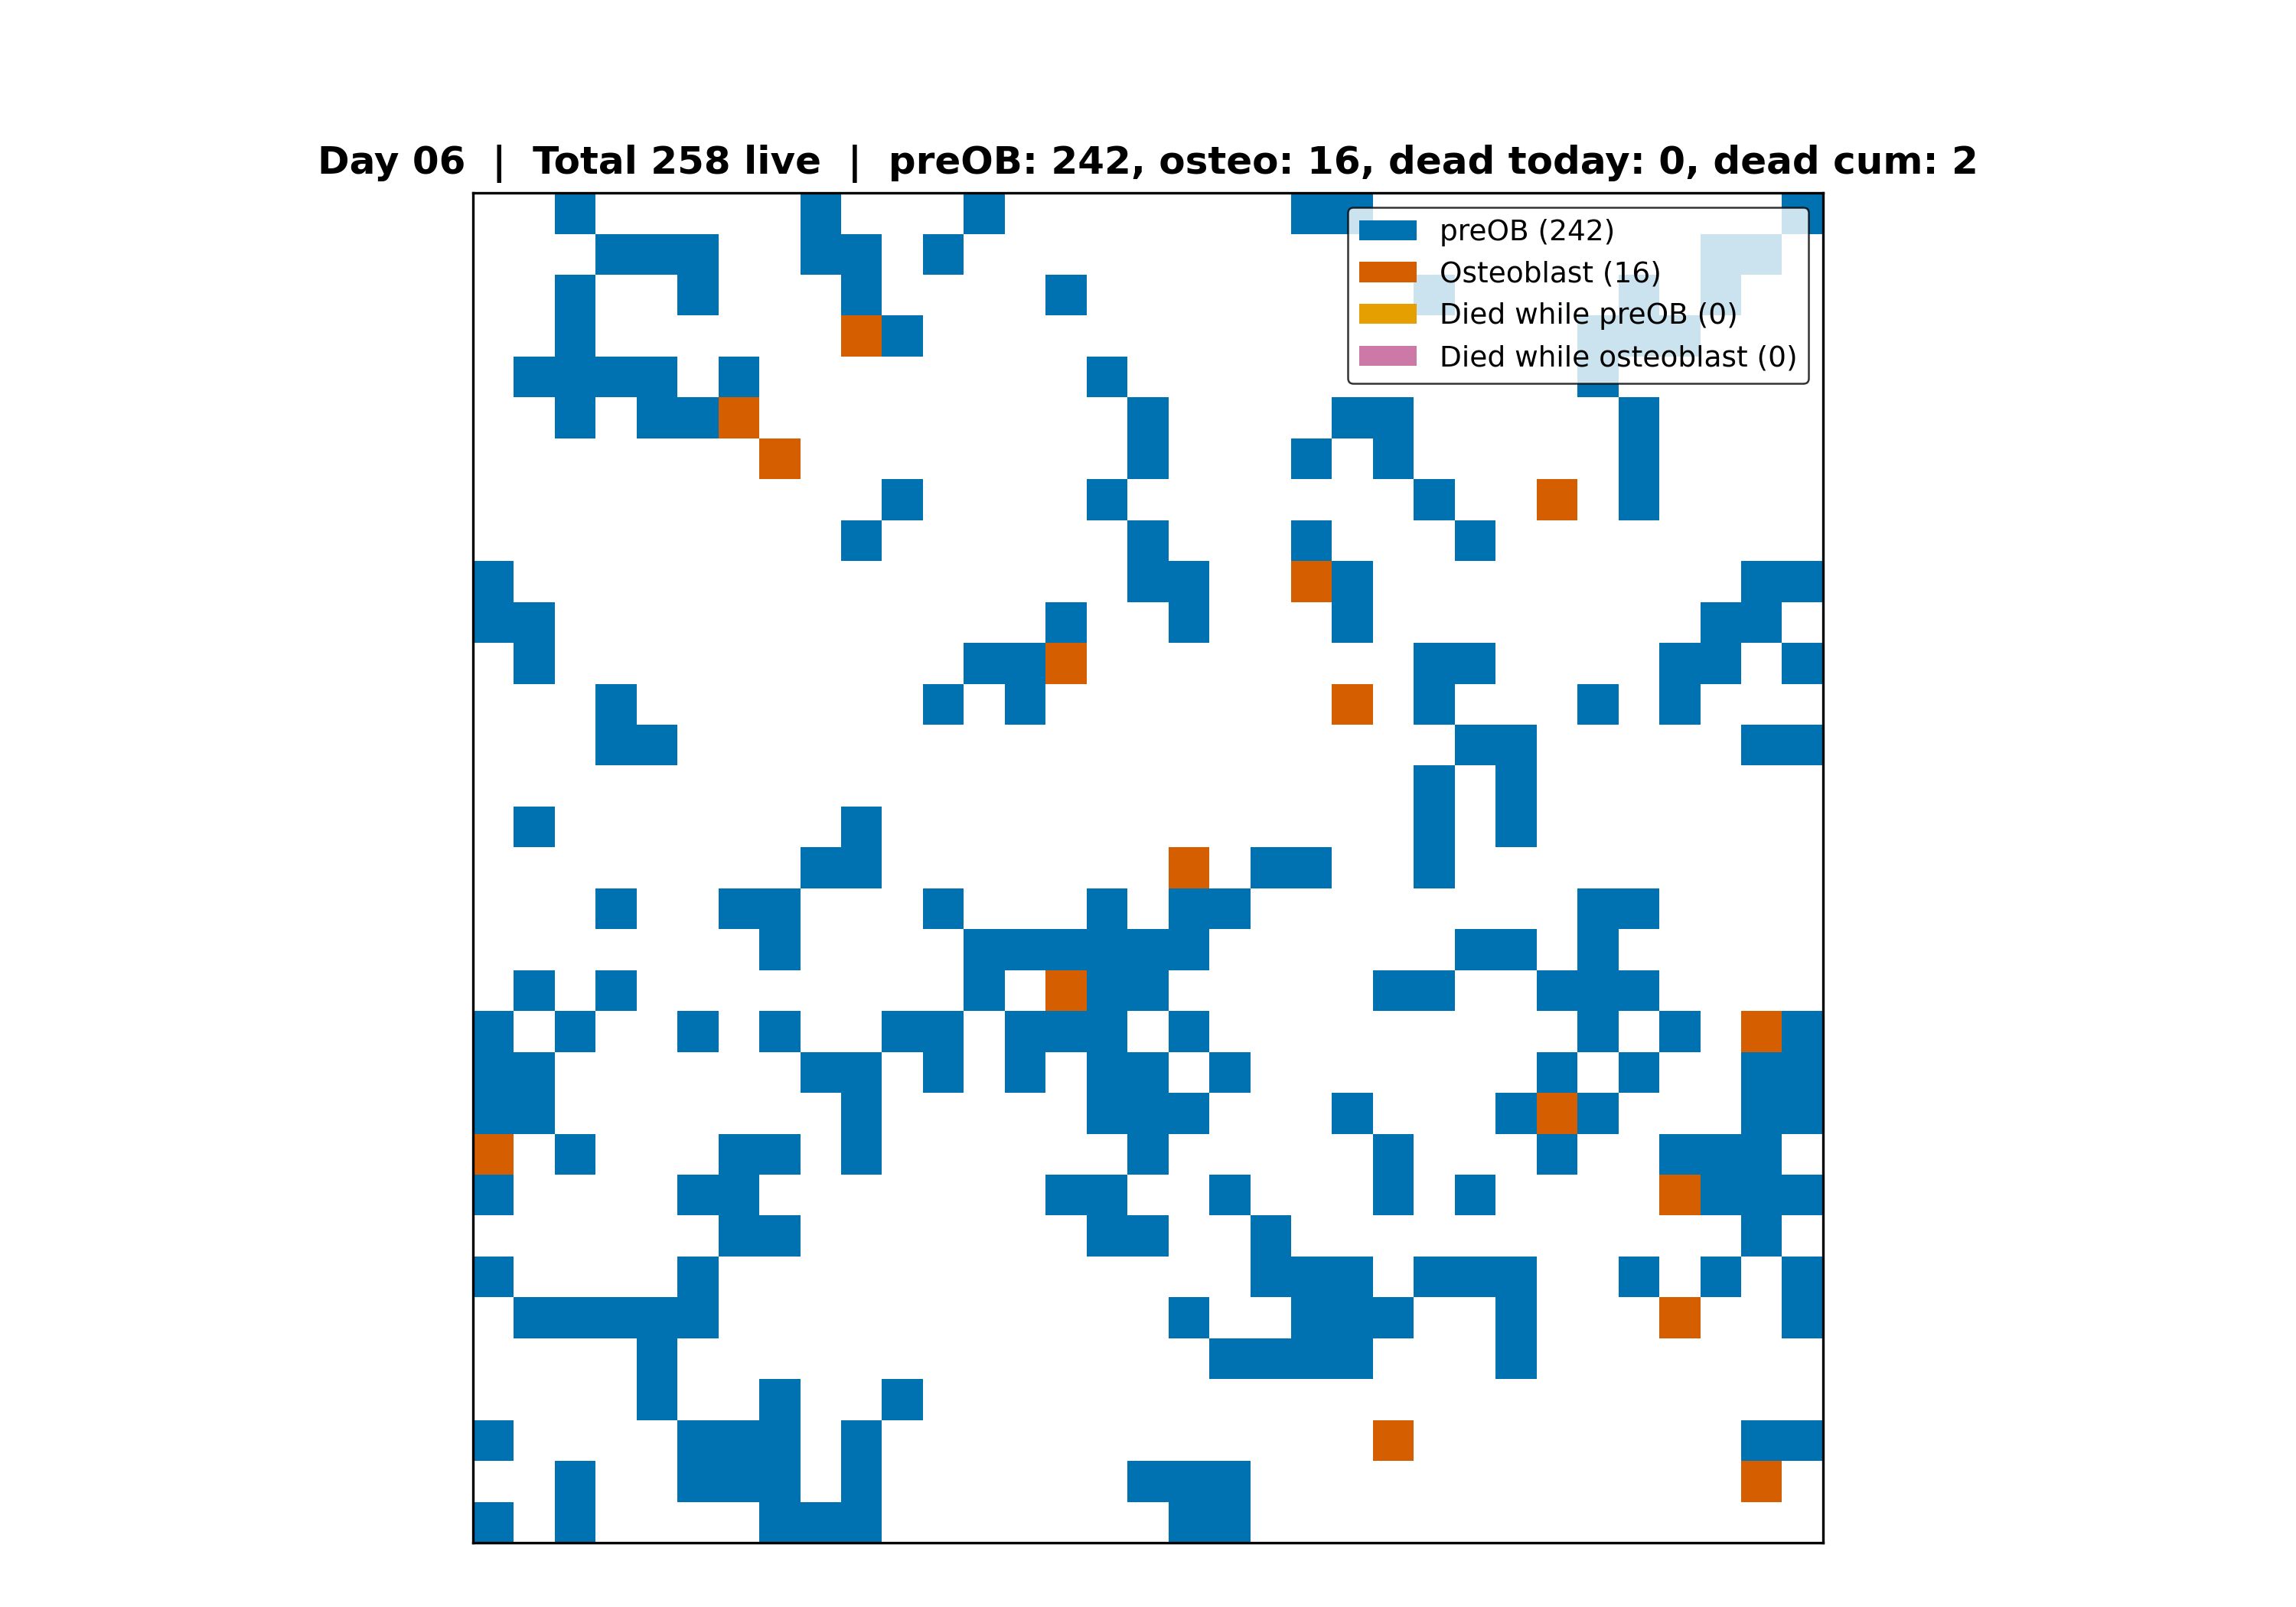 Day 06 | Total 258 live | preOB: 242, osteo: 16, dead today: 0, dead cum: 2
preOB (242)
Osteoblast (16)
Died while preOB (0)
Died while osteoblast (0)